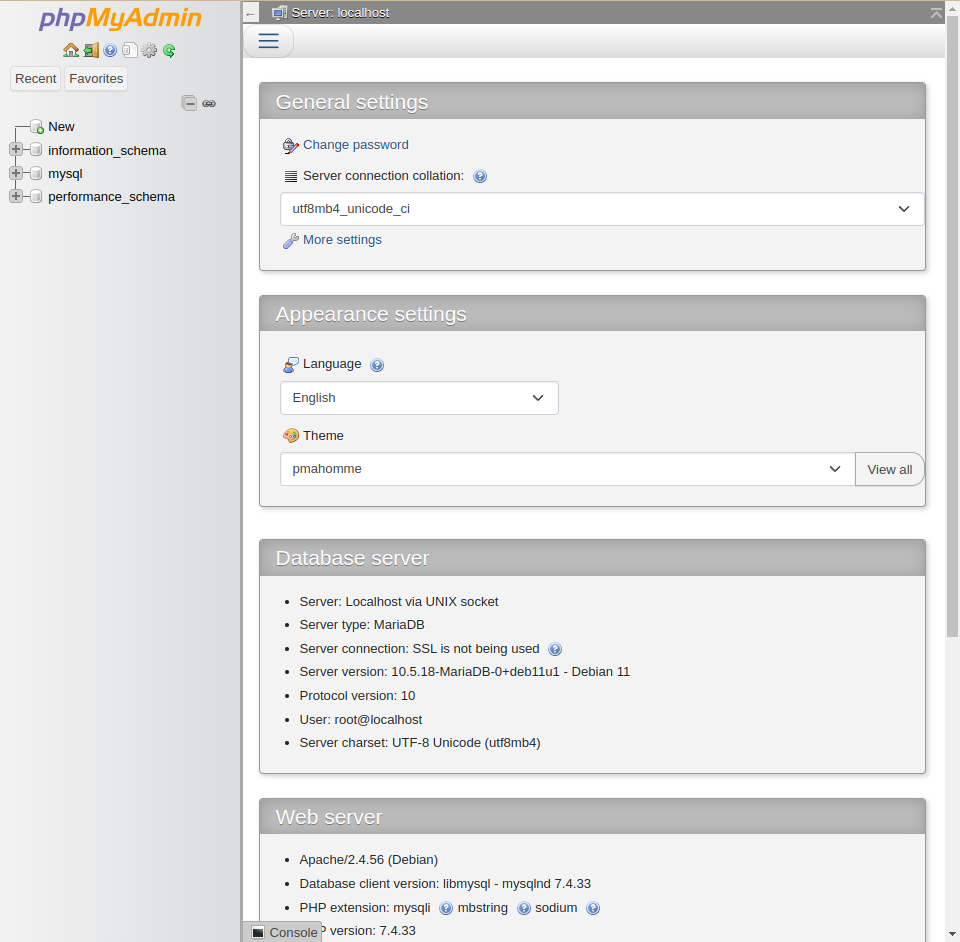 phpMyAdmin
Recent
Favorites
New
information_schema
mysql
performance_schema
Server: localhost
General settings
Change password
Server connection collation:
utf8mb4_unicode_ci
More settings
Appearance settings
Language
English
Theme
pmahomme
View all
Database server
Server: Localhost via UNIX socket
Server type: MariaDB
Server connection: SSL is not being used
Server version: 10.5.18-MariaDB-0+deb11u1 - Debian 11
Protocol version: 10
User: root@localhost
Server charset: UTF-8 Unicode (utf8mb4)
Web server
Apache/2.4.56 (Debian)
Database client version: libmysql - mysqlnd 7.4.33
PHP extension: mysqli mbstring sodium
version: 7.4.33
Console